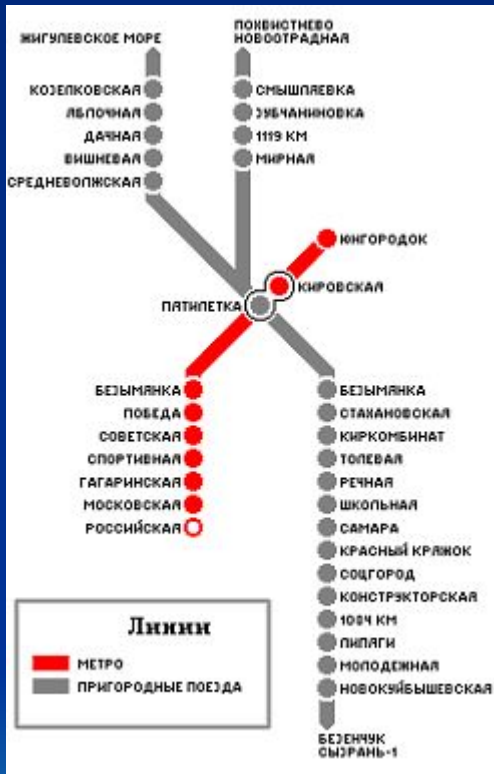 ЖИГУЛЕВСКОЕ МОРЕ
ПОХВИСТНЕВО
НОВООТРАДНАЯ
КОЗЕЛКОВСКАЯ
ЯБЛОЧНАЯ
ДАЧНАЯ
ВИШНЕВАЯ
СРЕДНЕВОЛЖСКАЯ
СМЫШЛЯЕВКА
ЗУБЧАНИНОВКА
1119 КМ
МИРНАЯ
ЮНГОРОДОК
КИРОВСКАЯ
ПЯТИЛЕТКА
БЕЗЫМЯНКА
ПОБЕДА
СОВЕТСКАЯ
СПОРТИВНАЯ
ГАГАРИНСКАЯ
МОСКОВСКАЯ
РОССИЙСКАЯ
БЕЗЫМЯНКА
СТАХАНОВСКАЯ
КИРКОМБИНАТ
ТОЛЕВАЯ
РЕЧНАЯ
ШКОЛЬНАЯ
САМАРА
КРАСНЫЙ КРЯЖОК
СОЦГОРОД
КОНСТРУКТОРСКАЯ
1004 КМ
ЛИПЯГИ
МОЛОДЕЖНАЯ
НОВОКУЙБЫШЕВСКАЯ
БЕЗЕНЧУК
СЫЗРАНЬ-1
Линии
МЕТРО
ПРИГОРОДНЫЕ ПОЕЗДА